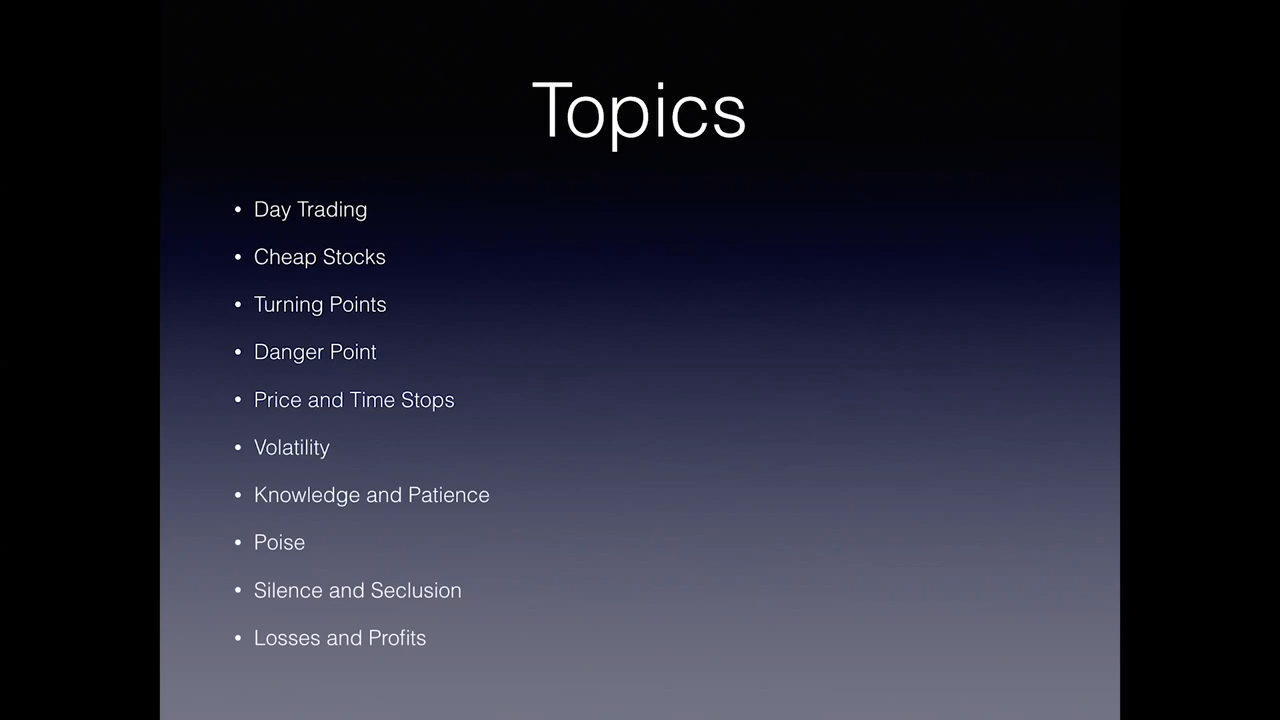 Topics
• Day Trading
• Cheap Stocks
• Turning Points
• Danger Point
• Price and Time Stops
• Volatility
• Knowledge and Patience
• Poise
• Silence and Seclusion
• Losses and Profits